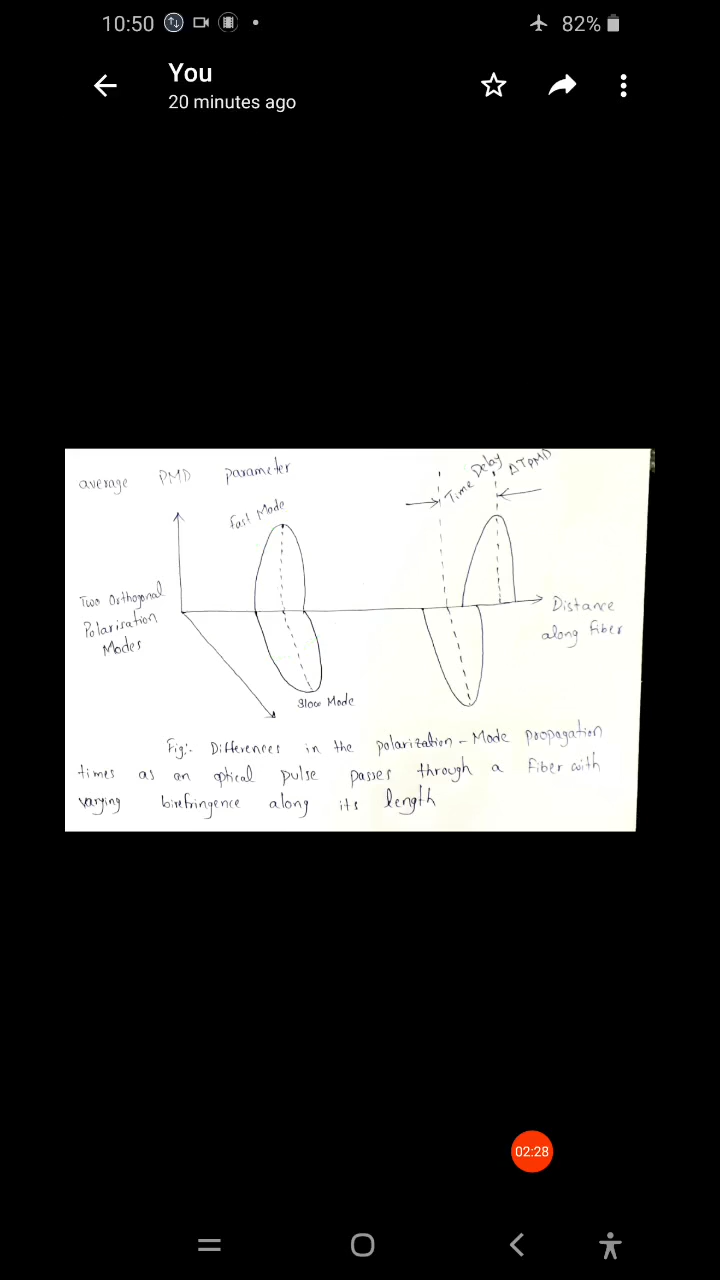 10:50
82%
You
20 minutes ago
average PMD parameter
Time Delay ΔTPMD
Fast Mode
Two Orthogonal
Polarisation
Modes
Distance
along Fiber
Slow Mode
Fig:- Differences in the polarization - Mode propagation
times as an optical pulse passes through a Fiber with
varying birefringence along its length
02:28